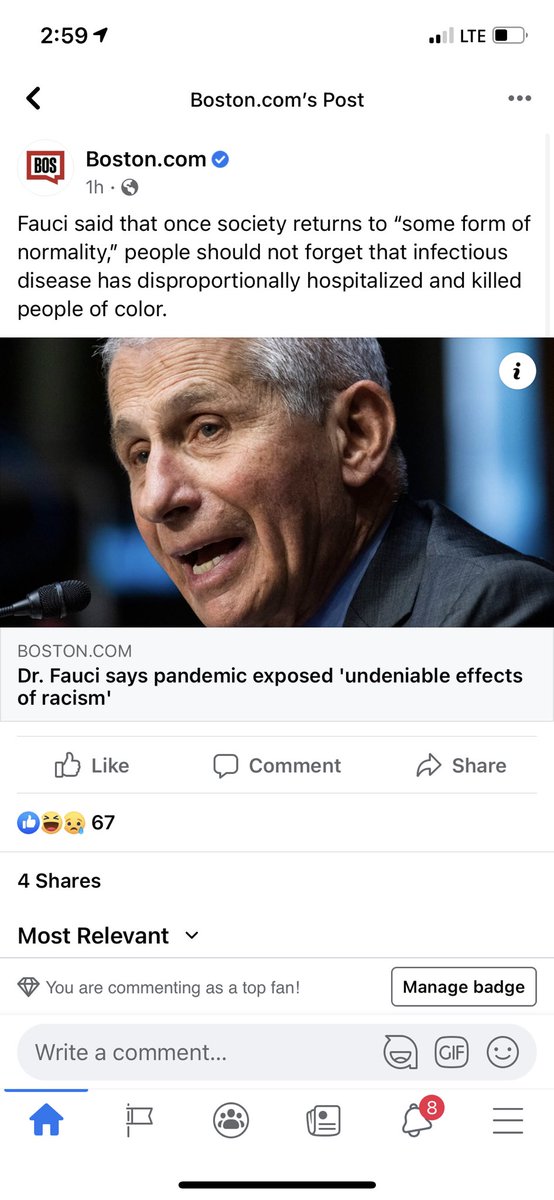 2:59
LTE
Boston.com's Post
BOS
Boston.com
1h ·
Fauci said that once society returns to “some form of
normality,” people should not forget that infectious
disease has disproportionally hospitalized and killed
people of color.
i
BOSTON.COM
Dr. Fauci says pandemic exposed 'undeniable effects
of racism'
Like
Comment
Share
67
4 Shares
Most Relevant
You are commenting as a top fan!
Manage badge
Write a comment...
GIF
8